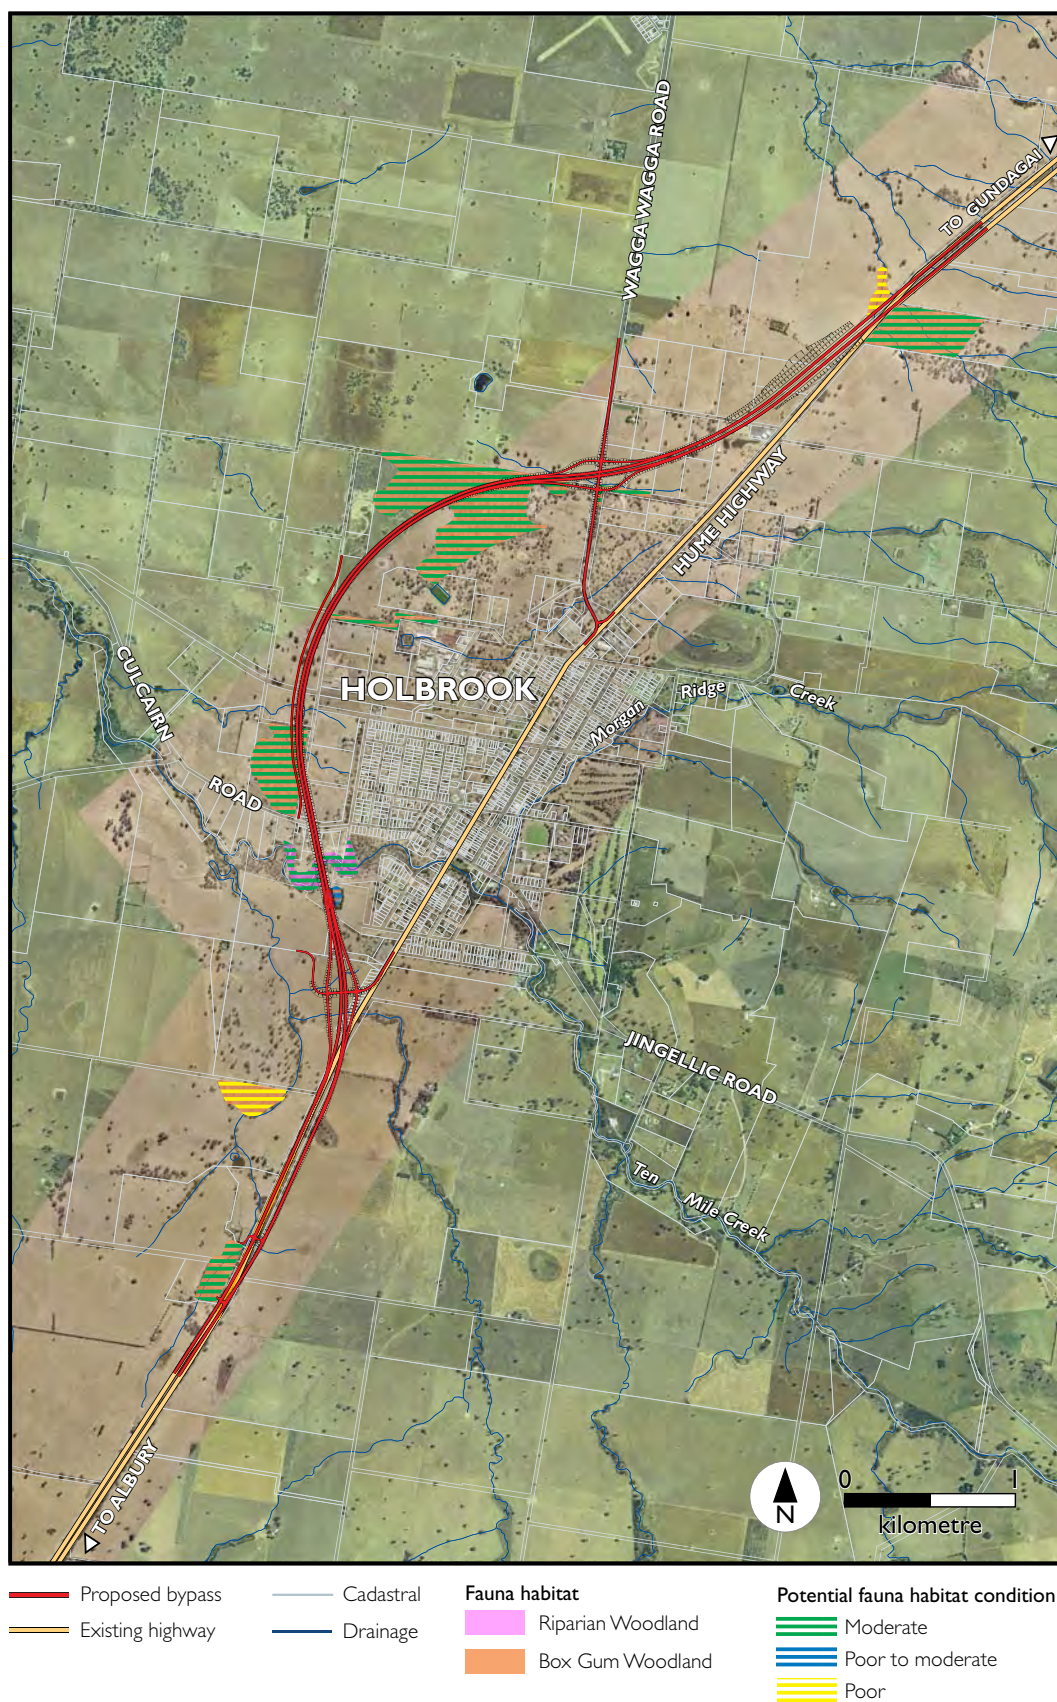 WAGGA WAGGA ROAD
TO GUNDAGAI
HUME HIGHWAY
CULCAIRN
ROAD
HOLBROOK
Morgan
Ridge
Creek
JINGELLIC ROAD
Ten
Mile Creek
TO ALBURY
N
0 1
kilometre
Proposed bypass
Existing highway
Cadastral
Drainage
Fauna habitat
Riparian Woodland
Box Gum Woodland
Potential fauna habitat condition
Moderate
Poor to moderate
Poor